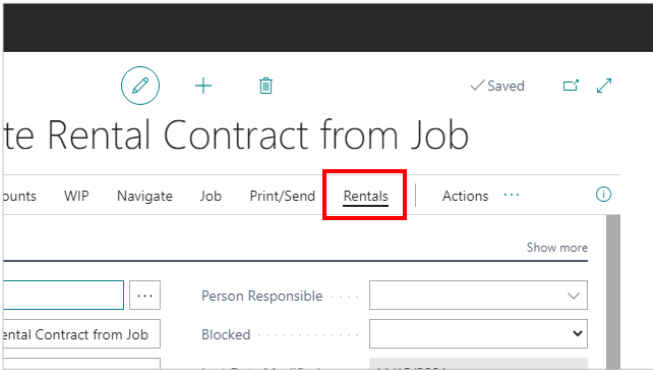 Saved
te Rental Contract from Job
ounts WIP Navigate Job Print/Send Rentals Actions ...
Show more
... Person Responsible
ental Contract from Job Blocked